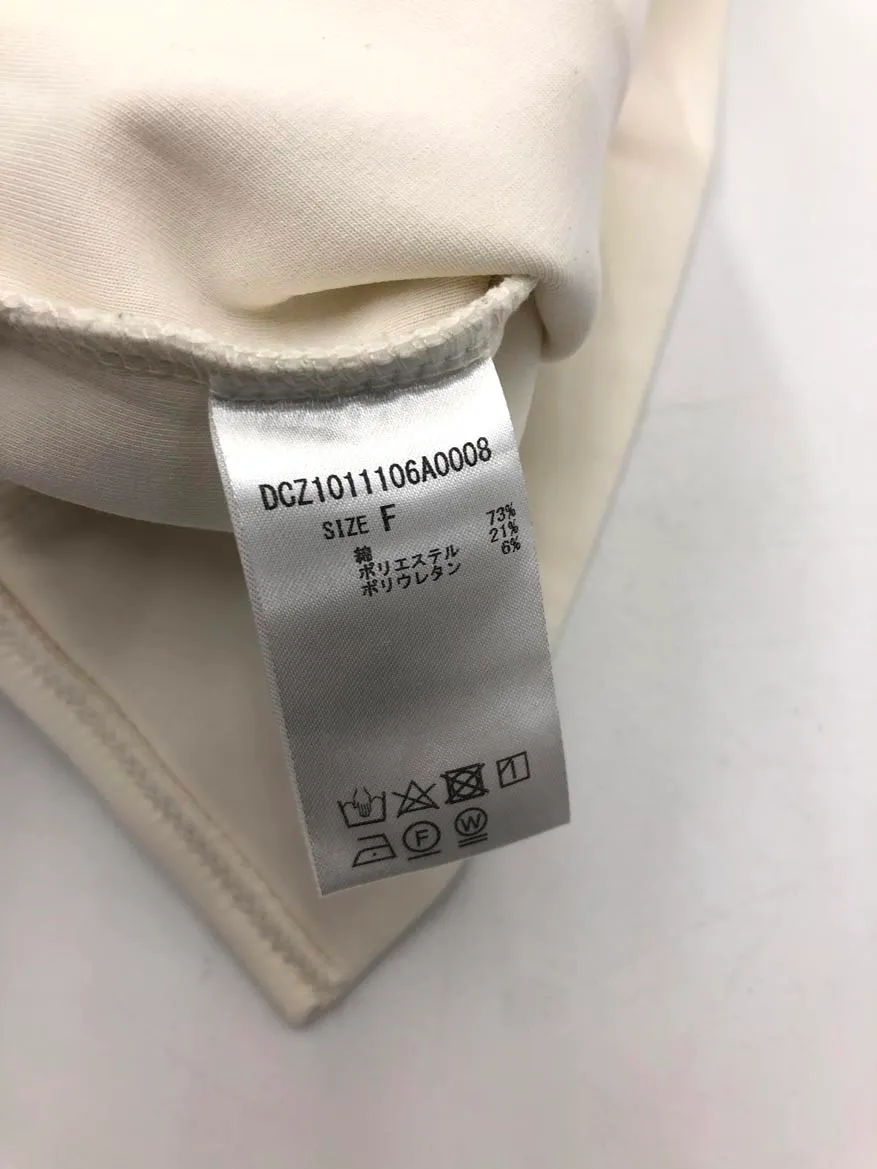 DCZ1011106A0008
SIZE F
綿 73%
ポリエステル 21%
ポリウレタン 6%
F W